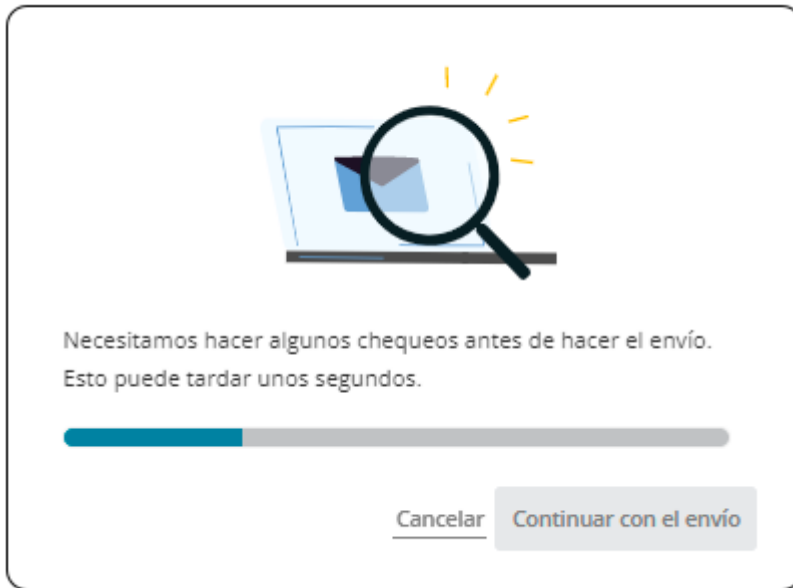 Necesitamos hacer algunos chequeos antes de hacer el envío.
Esto puede tardar unos segundos.
Cancelar
Continuar con el envío